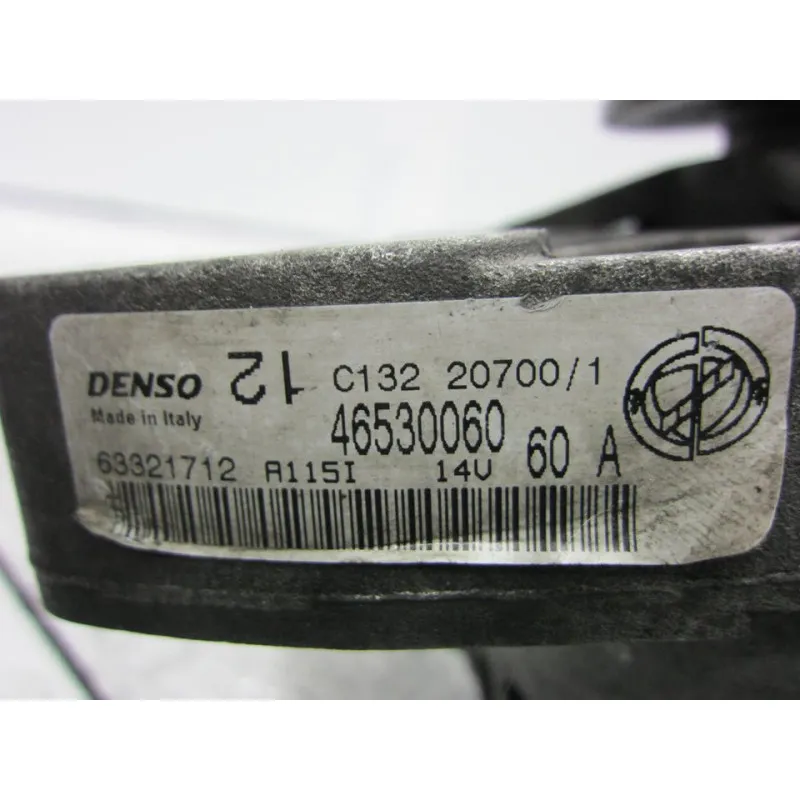 DENSO 12 C132 20700/1
Made in Italy 46530060
63321712 A115I 14V 60 A